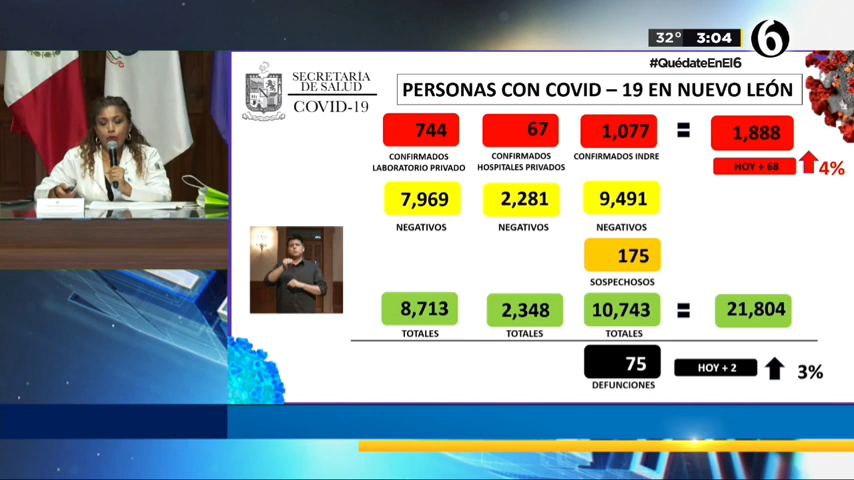 32° 3:04 6
#QuédateEnEl6
SECRETARÍA
DE SALUD
COVID-19
PERSONAS CON COVID – 19 EN NUEVO LEÓN
744 67 1,077 = 1,888
CONFIRMADOS
LABORATORIO PRIVADO
CONFIRMADOS
HOSPITALES PRIVADOS
CONFIRMADOS INDRE
HOY + 68 4%
7,969 2,281 9,491
NEGATIVOS NEGATIVOS NEGATIVOS
175
SOSPECHOSOS
8,713 2,348 10,743 = 21,804
TOTALES TOTALES TOTALES
75 HOY + 2 3%
DEFUNCIONES